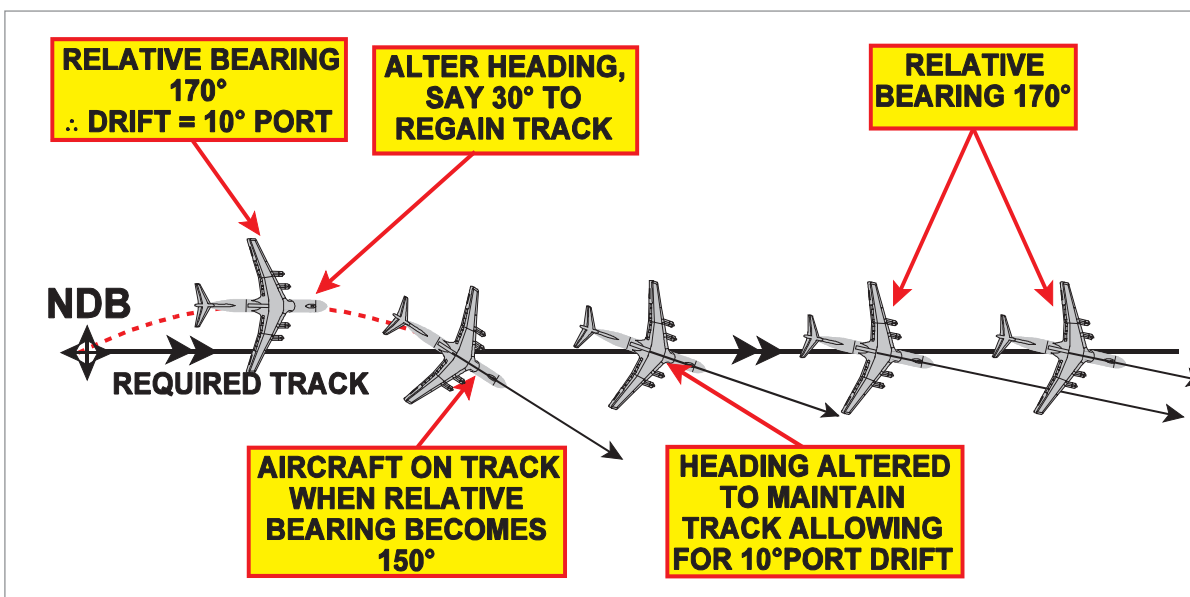 RELATIVE BEARING
170°
∴ DRIFT = 10° PORT
ALTER HEADING,
SAY 30° TO
REGAIN TRACK
RELATIVE
BEARING 170°
NDB
REQUIRED TRACK
AIRCRAFT ON TRACK
WHEN RELATIVE
BEARING BECOMES
150°
HEADING ALTERED
TO MAINTAIN
TRACK ALLOWING
FOR 10°PORT DRIFT